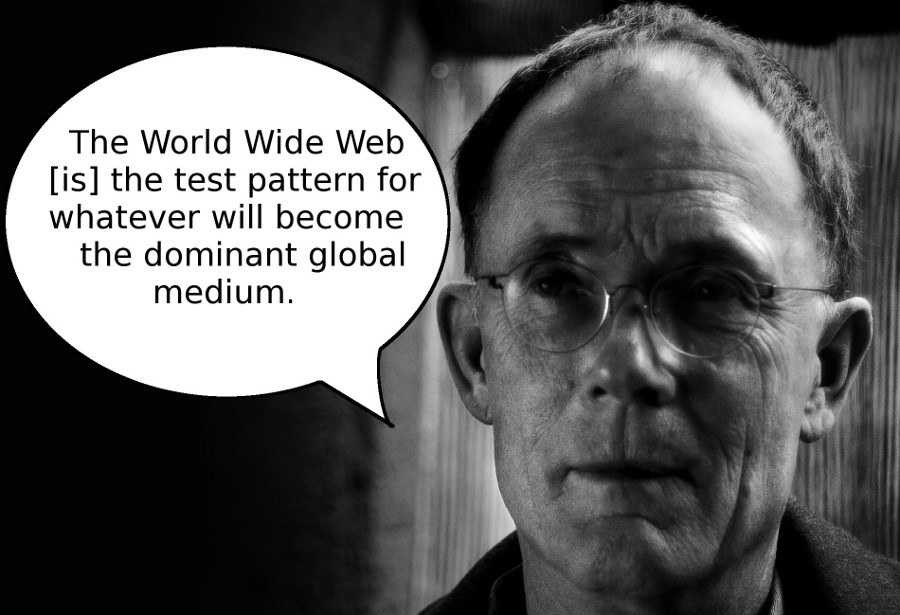 The World Wide Web
[is] the test pattern for
whatever will become
the dominant global
medium.